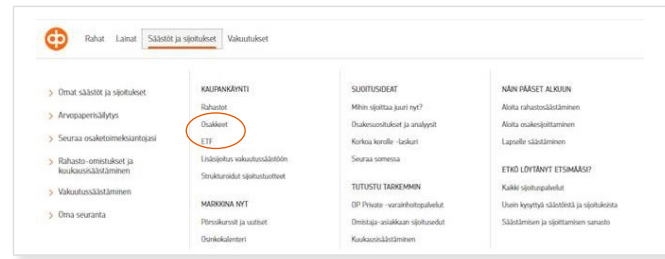 Rahat Lainat Säästöt ja sijoitukset Vakuutukset
Omat säästöt ja sijoitukset
Arvopaperisäilytys
Seuraa osaketoimeksiantojasi
Rahasto-omistukset ja
kuukausisäästäminen
Vakuutussäästäminen
Oma seuranta
KAUPANKÄYNTI
Rahastot
Osakkeet
ETF
Lisäsijoitus vakuutussäästöön
Strukturoidut sijoitustuotteet
MARKKINA NYT
Pörssikurssit ja uutiset
Osinkokalenteri
SIJOITUSIDEAT
Mihin sijoittaa juuri nyt?
Osakesuositukset ja analyysit
Korkoa korolle -laskuri
Seuraa somessa
TUTUSTU TARKEMMIN
OP Private -varainhoitopalvelut
Omistaja-asiakkaan sijoitusedut
Kuukausisäästäminen
NÄIN PÄÄSET ALKUUN
Aloita rahastosäästäminen
Aloita osakesijoittaminen
Lapselle säästäminen
ETKÖ LÖYTÄNYT ETSIMÄÄSI?
Kaikki sijoituspalvelut
Usein kysyttyä säästöistä ja sijoituksista
Säästämisen ja sijoittamisen sanasto